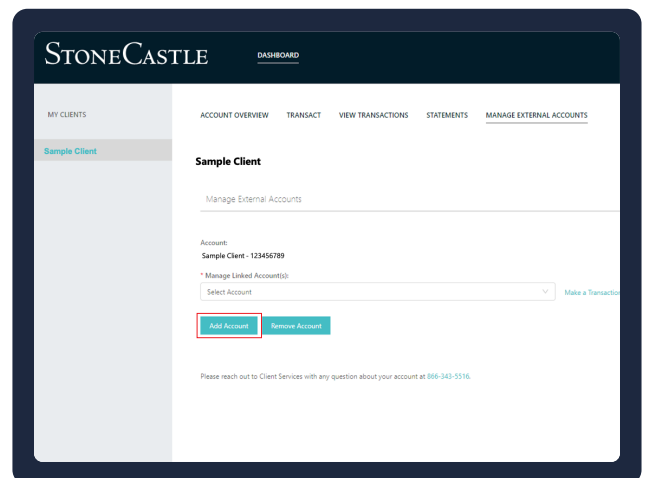 STONECASTLE
DASHBOARD
MY CLIENTS
Sample Client
ACCOUNT OVERVIEW TRANSACT VIEW TRANSACTIONS STATEMENTS MANAGE EXTERNAL ACCOUNTS
Sample Client
Manage External Accounts
Account:
Sample Client - 123456789
* Manage Linked Account(s):
Select Account
Make a Transaction
Add Account Remove Account
Please reach out to Client Services with any question about your account at 866-343-5516.